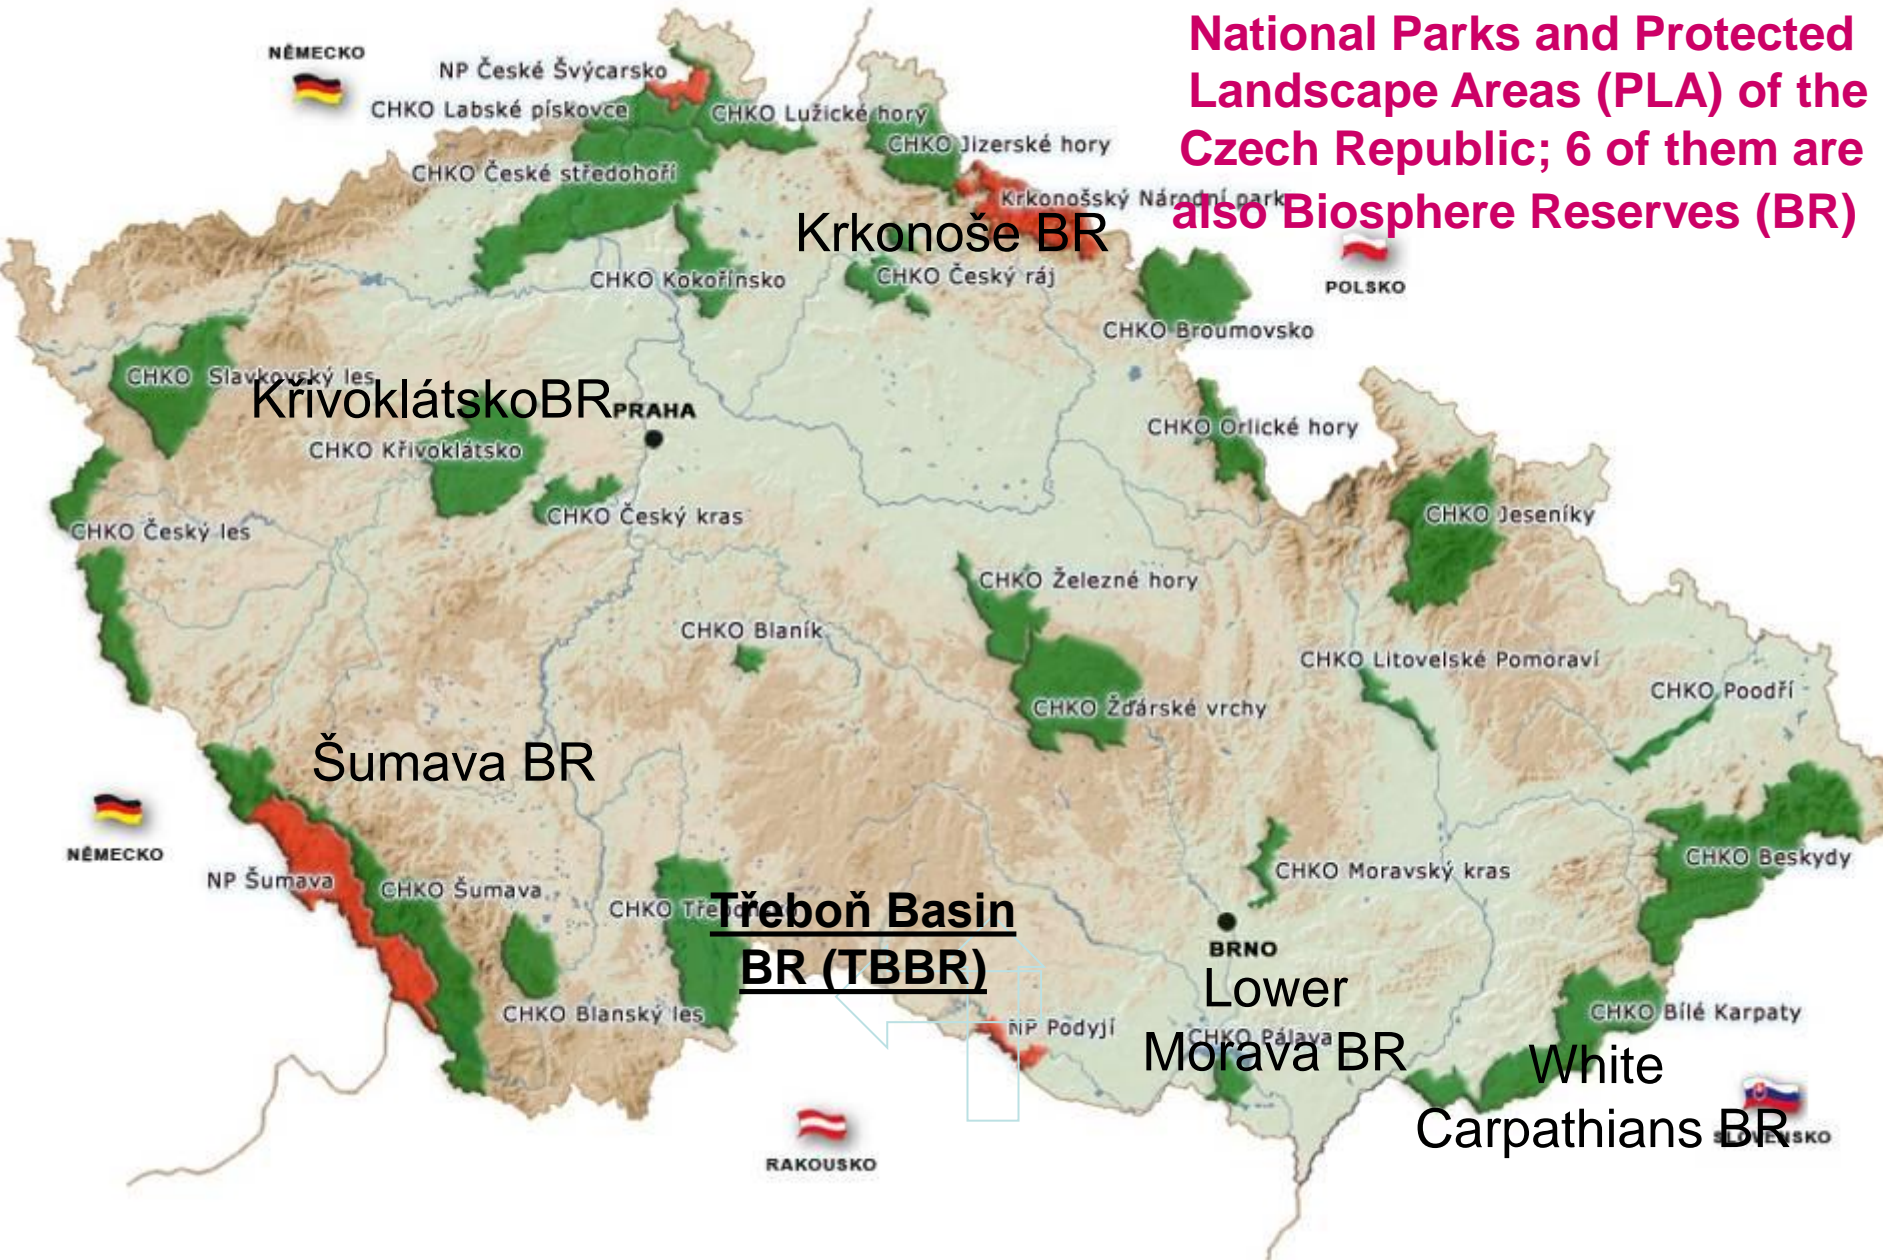 National Parks and Protected
Landscape Areas (PLA) of the
Czech Republic; 6 of them are
also Biosphere Reserves (BR)
NĚMECKO
NP České Švýcarsko
CHKO Labské pískovce
CHKO Lužické hory
CHKO Jizerské hory
CHKO České středohoří
Krkonošský Národní park
Krkonoše BR
CHKO Kokořínsko
CHKO Český ráj
POLSKO
CHKO Broumovsko
CHKO Slavkovský les
KřivoklátskoBR
PRAHA
CHKO Křivoklátsko
CHKO Orlické hory
CHKO Český les
CHKO Český kras
CHKO Jeseníky
CHKO Železné hory
CHKO Blaník
CHKO Litovelské Pomoraví
CHKO Poodří
CHKO Žďárské vrchy
Šumava BR
NĚMECKO
NP Šumava
CHKO Šumava
CHKO Třeboňsko
Třeboň Basin
BR (TBBR)
CHKO Moravský kras
CHKO Beskydy
BRNO
Lower
Morava BR
CHKO Blanský les
NP Podyjí
CHKO Pálava
CHKO Bílé Karpaty
White
Carpathians BR
SLOVENSKO
RAKOUSKO